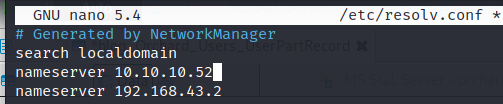 GNU nano 5.4 /etc/resolv.conf *
# Generated by NetworkManager
search localdomain
nameserver 10.10.10.52
nameserver 192.168.43.2